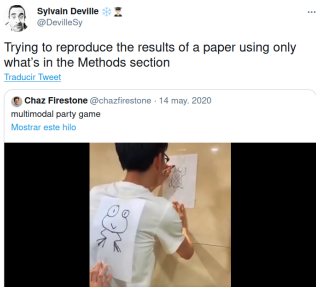 Sylvain Deville ❄️👨‍🎓
@DevilleSy
Trying to reproduce the results of a paper using only
what's in the Methods section
Traducir Tweet
Chaz Firestone @chazfirestone · 14 may. 2020
multimodal party game
Mostrar este hilo